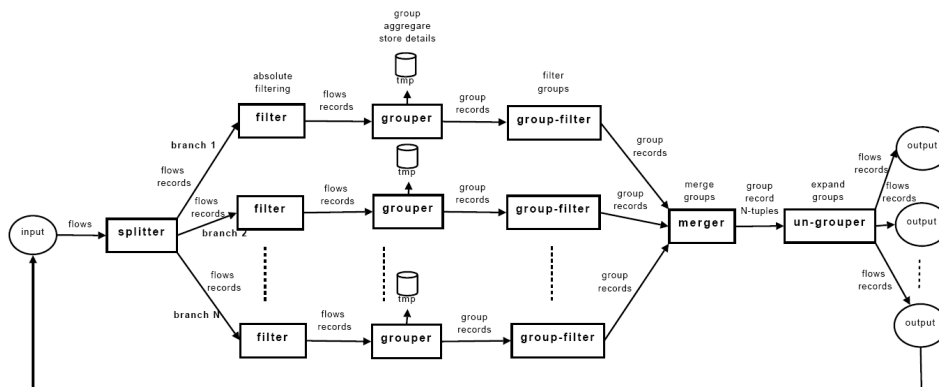 group
aggregare
store details
tmp
absolute
filtering
filter
groups
flows
records
group
records
filter
grouper
group-filter
branch 1
flows
records
group
records
tmp
flows
records
flows
records
group
records
group
records
merge
groups
group
record
N-tuples
expand
groups
flows
records
flows
records
output
input
flows
splitter
filter
branch 2
grouper
group-filter
merger
un-grouper
output
flows
records
group
records
flows
records
tmp
branch N
flows
records
group
records
filter
grouper
group-filter
output